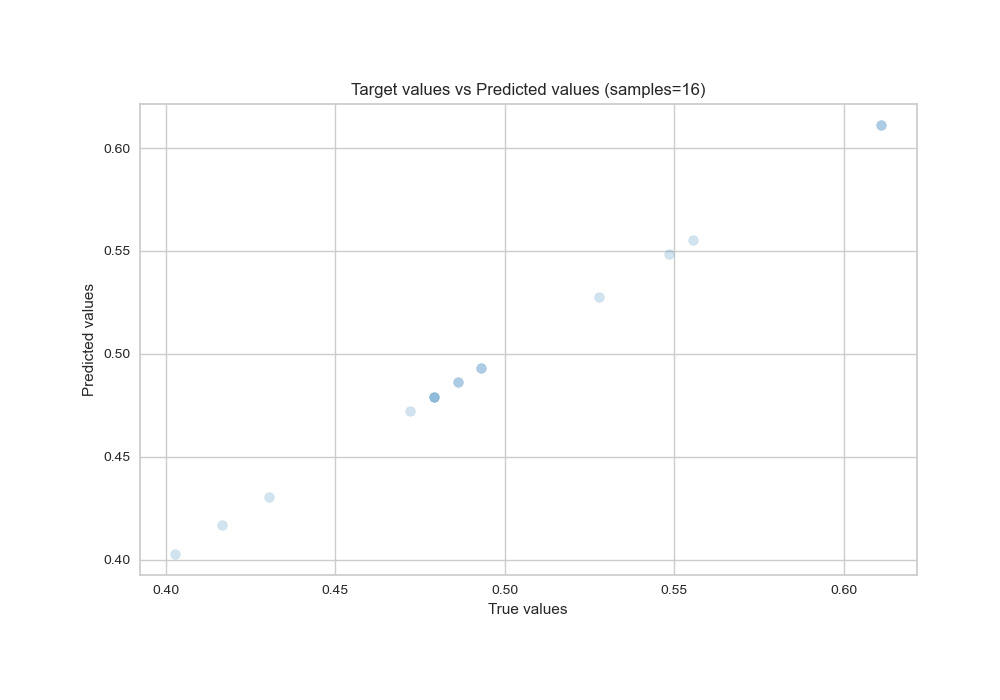 Target values vs Predicted values (samples=16)
0.60
0.55
0.50
0.45
0.40
Predicted values
0.40 0.45 0.50 0.55 0.60
True values